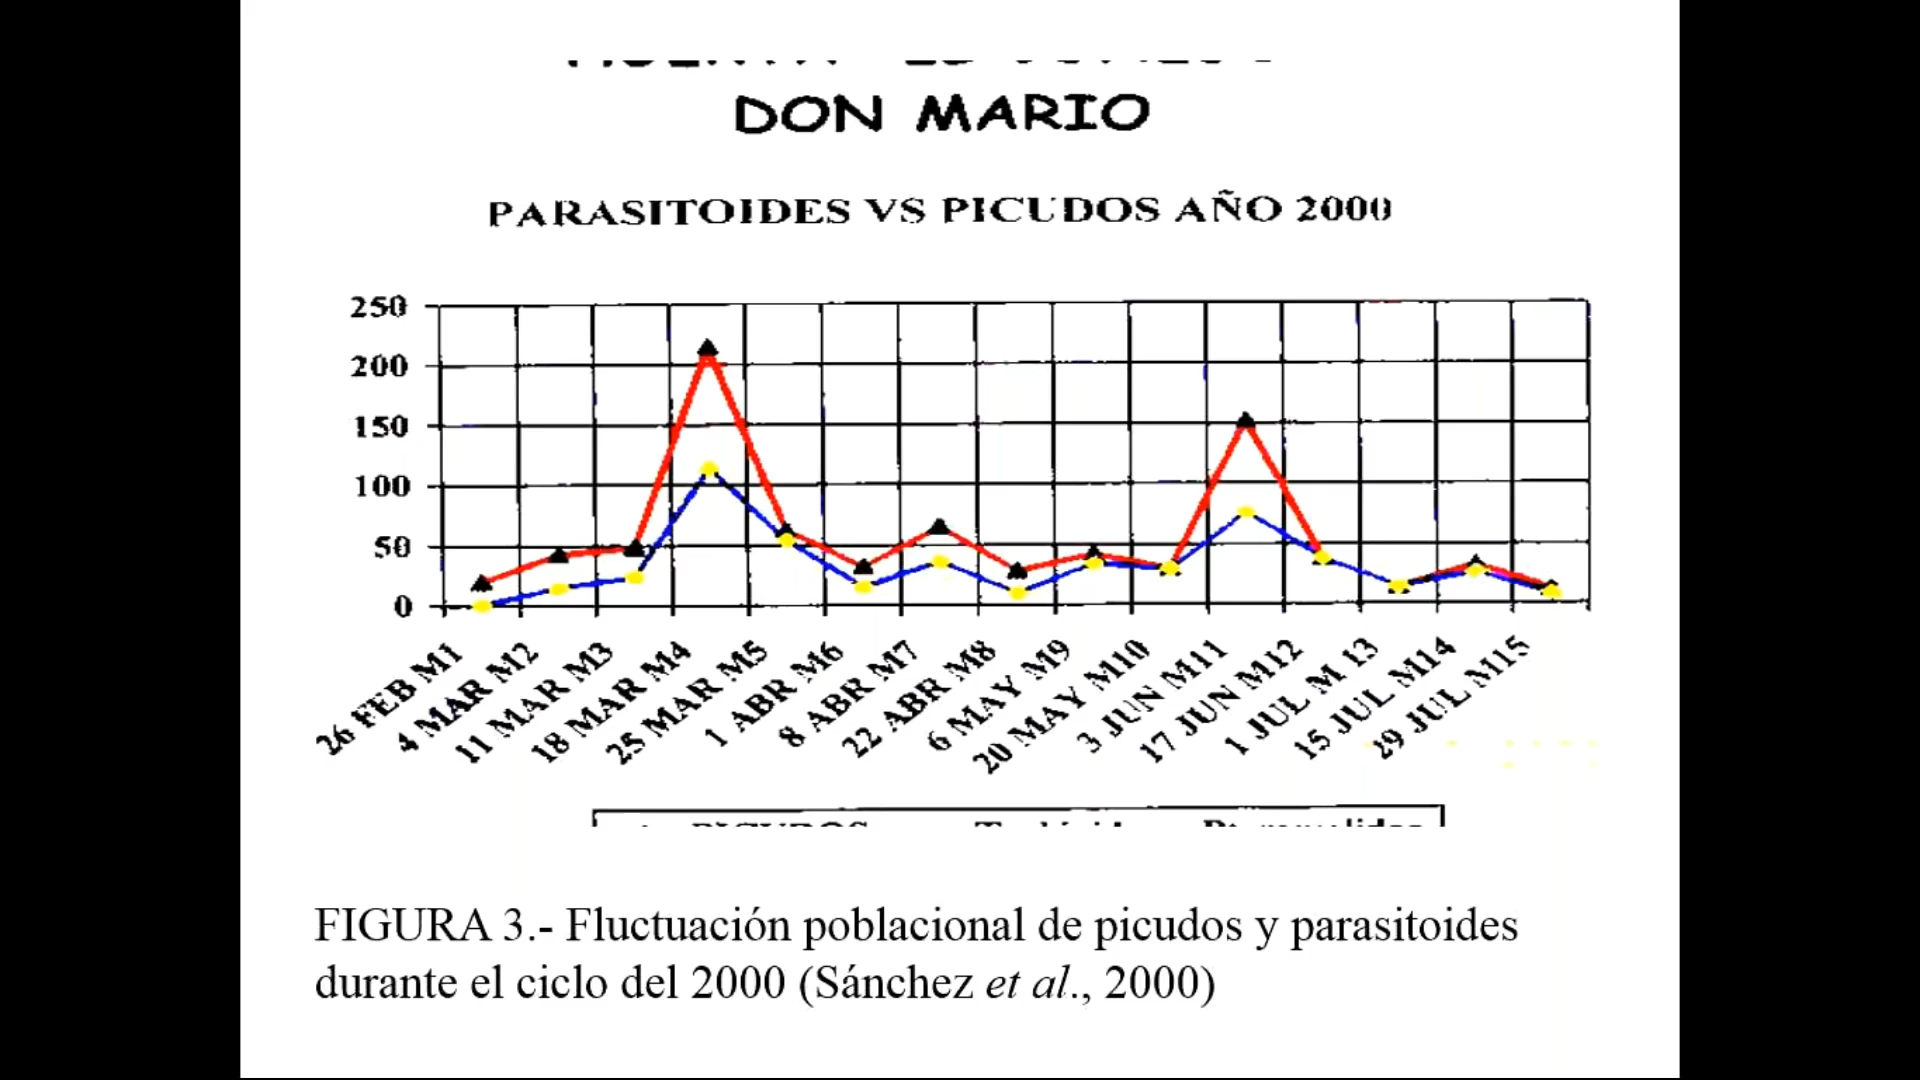 DON MARIO
PARASITOIDES VS PICUDOS AÑO 2000
250
200
150
100
50
0
26 FEB M1
4 MAR M2
11 MAR M3
18 MAR M4
25 MAR M5
1 ABR M6
8 ABR M7
22 ABR M8
6 MAY M9
20 MAY M10
3 JUN M11
17 JUN M12
1 JUL M 13
15 JUL M14
29 JUL M15
PICUDOS
FIGURA 3.- Fluctuación poblacional de picudos y parasitoides
durante el ciclo del 2000 (Sánchez et al., 2000)